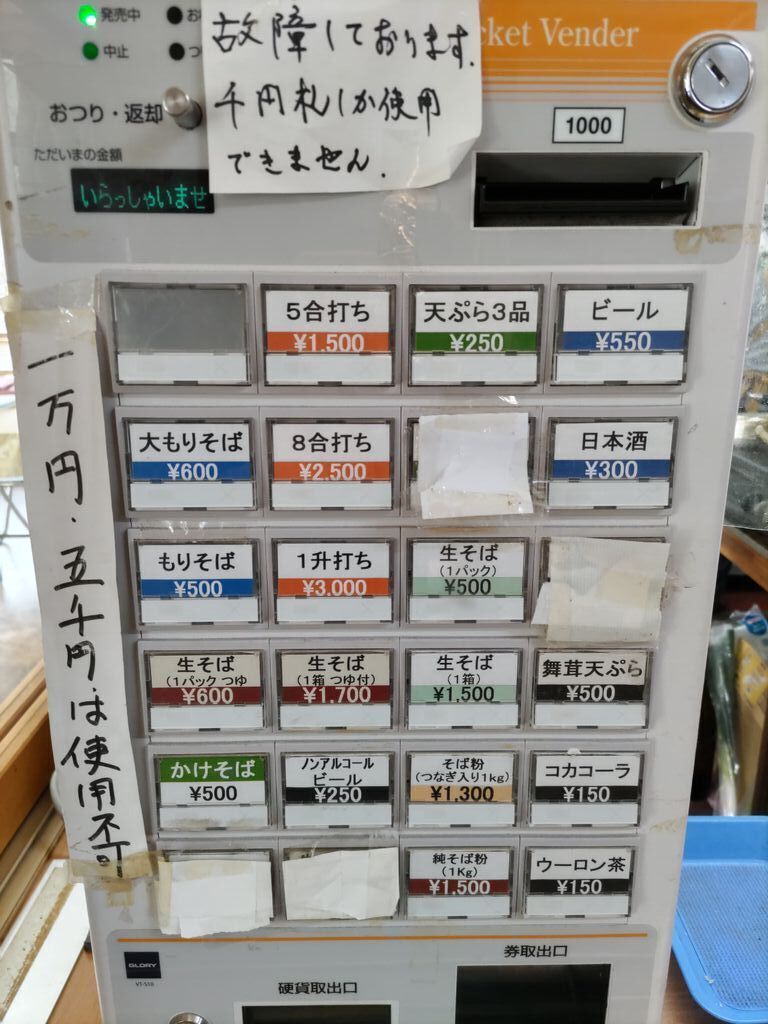 発売中
中止
故障しております。
千円札しか使用
できません.
cket Vender
おつり・返却
ただいまの金額
いらっしゃいませ
1000
一万円・五千円は使用不可
5合打ち
¥1,500
天ぷら3品
¥250
ビール
¥550
大もりそば
¥600
8合打ち
¥2,500
日本酒
¥300
もりそば
¥500
1升打ち
¥3,000
生そば
(1パック)
¥500
生そば
(1パック つゆ
¥600
生そば
(1箱 つゆ付)
¥1,700
生そば
(1箱)
¥1,500
舞茸天ぷら
¥500
かけそば
¥500
ノンアルコール
ビール
¥250
そば粉
(つなぎ入り1kg)
¥1,300
コカコーラ
¥150
純そば粉
(1Kg)
¥1,500
ウーロン茶
¥150
GLORY
VT-S10
硬貨取出口
券取出口